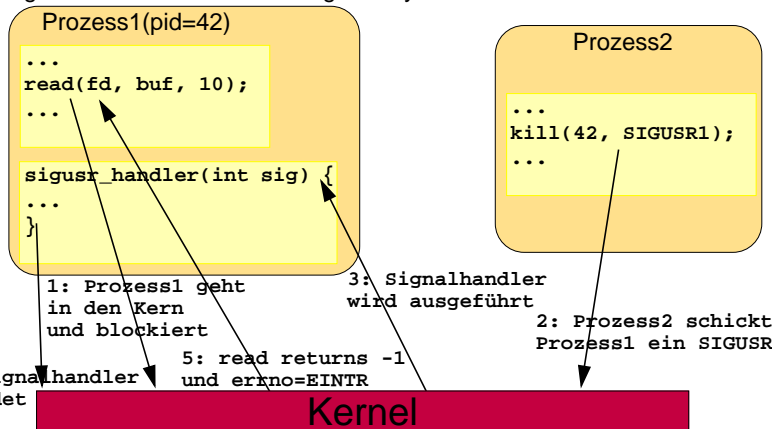 Prozess1(pid=42)
...
read(fd, buf, 10);
...
sigusr_handler(int sig) {
...
}
Prozess2
...
kill(42, SIGUSR1);
...
1: Prozess1 geht
in den Kern
und blockiert
3: Signalhandler
wird ausgeführt
2: Prozess2 schickt
Prozess1 ein SIGUSR
5: read returns -1
und errno=EINTR
Kernel